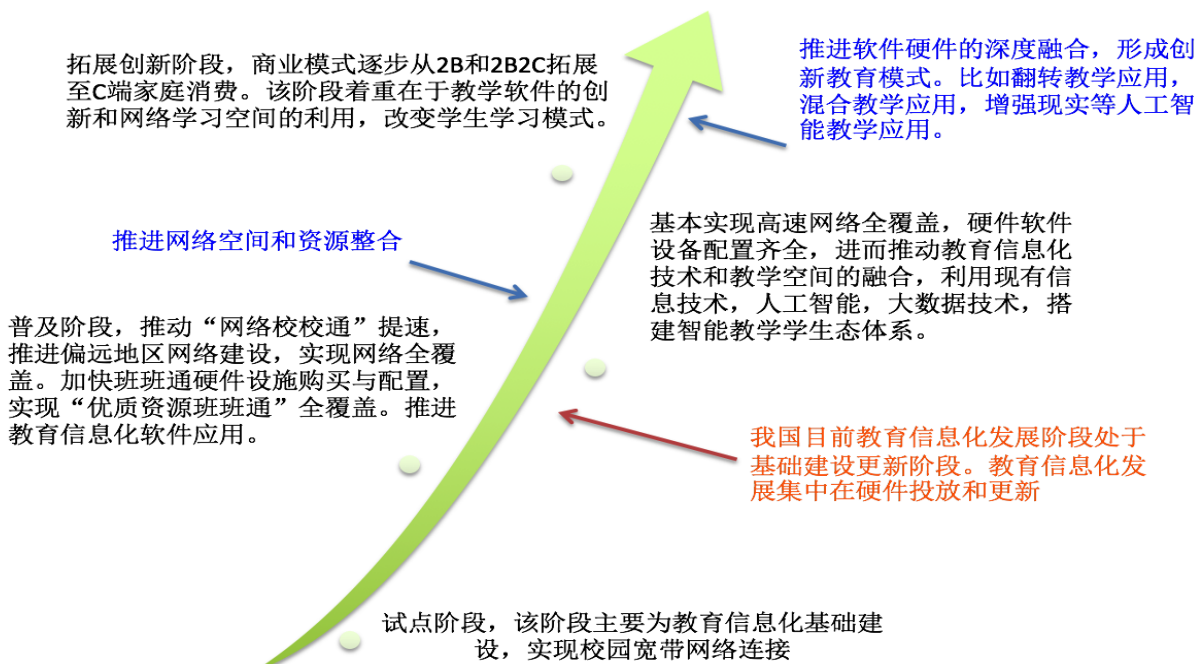 拓展创新阶段，商业模式逐步从2B和2B2C拓展
至C端家庭消费。该阶段着重在于教学软件的创
新和网络学习空间的利用，改变学生学习模式。
推进软件硬件的深度融合，形成创
新教育模式。比如翻转教学应用，
混合教学应用，增强现实等人工智
能教学应用。
推进网络空间和资源整合
基本实现高速网络全覆盖，硬件软件
设备配置齐全，进而推动教育信息化
技术和教学空间的融合，利用现有信
息技术，人工智能，大数据技术，搭
建智能教学学生态体系。
普及阶段，推动“网络校校通”提速，
推进偏远地区网络建设，实现网络全覆
盖。加快班班通硬件设施购买与配置，
实现“优质资源班班通”全覆盖。推进
教育信息化软件应用。
我国目前教育信息化发展阶段处于
基础建设更新阶段。教育信息化发
展集中在硬件投放和更新
试点阶段，该阶段主要为教育信息化基础建
设，实现校园宽带网络连接